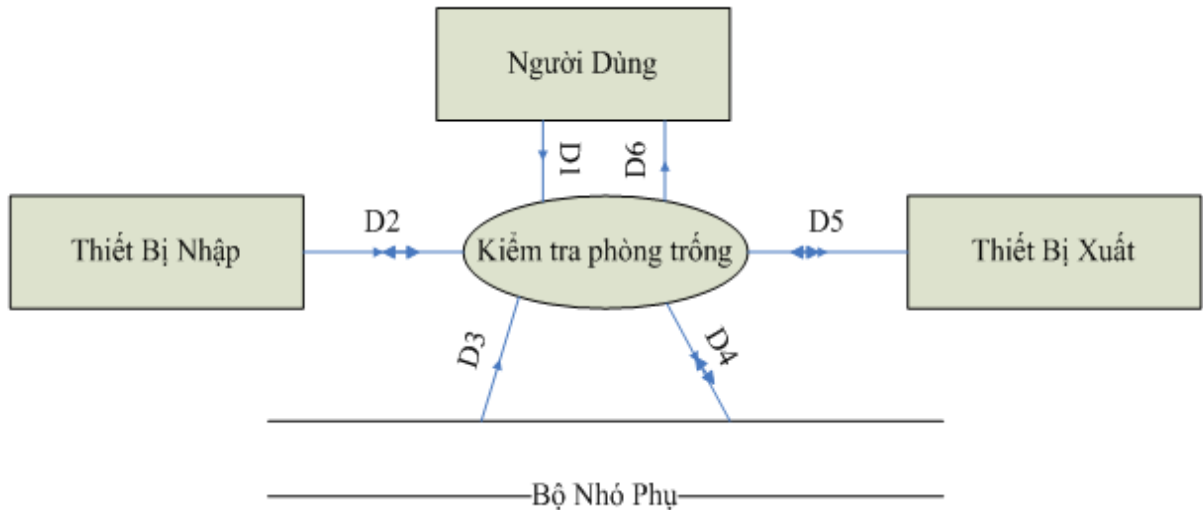 Người Dùng
D1
D6
Thiết Bị Nhập
D2
Kiểm tra phòng trống
D5
Thiết Bị Xuất
D3
D4
Bộ Nhó Phụ